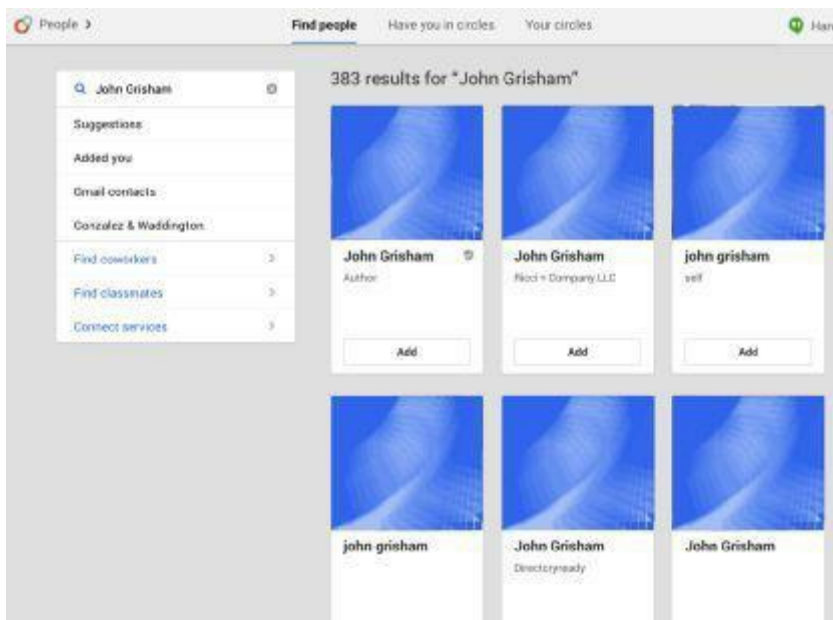 People >
Find people
Have you in circles
Your circles
Han
John Grisham
Suggestions
Added you
Gmail contacts
Gonzalez & Waddington
Find coworkers
Find classmates
Connect services
383 results for "John Grisham"
John Grisham
Author
Add
John Grisham
Ricci + Company LLC
Add
john grisham
self
Add
john grisham
John Grisham
Directoryready
John Grisham